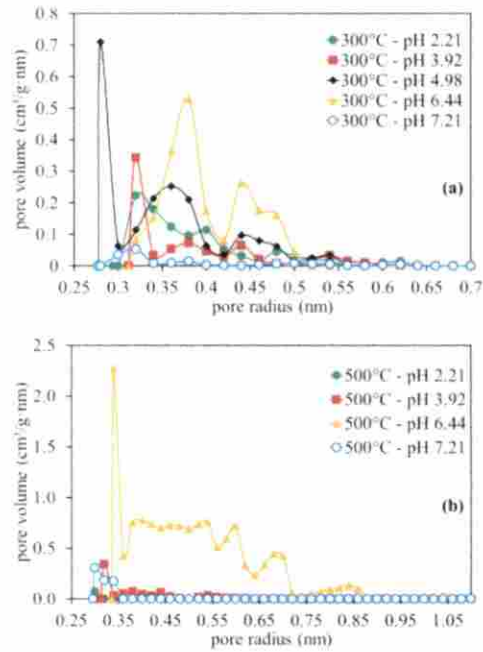 0.8
0.7
0.6
0.5
0.4
0.3
0.2
0.1
0
pore volume (cm³/g·nm)
300°C - pH 2.21
300°C - pH 3.92
300°C - pH 4.98
300°C - pH 6.44
300°C - pH 7.21
(a)
0.25 0.3 0.35 0.4 0.45 0.5 0.55 0.6 0.65 0.7
pore radius (nm)
2.5
2.0
1.5
1.0
0.5
0.0
pore volume (cm³/g·nm)
500°C - pH 2.21
500°C - pH 3.92
500°C - pH 6.44
500°C - pH 7.21
(b)
0.25 0.35 0.45 0.55 0.65 0.75 0.85 0.95 1.05
pore radius (nm)